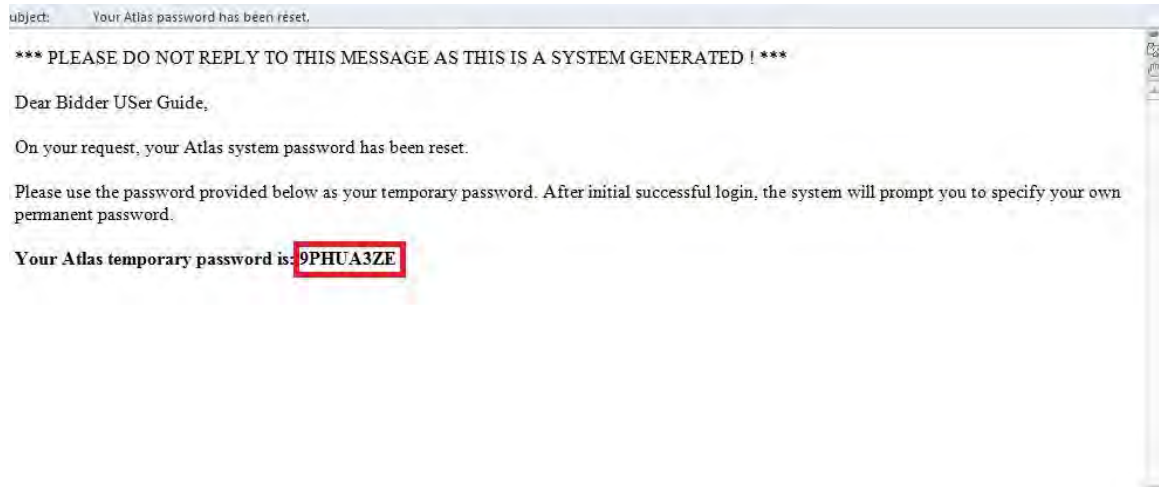 ubject: Your Atlas password has been reset.
*** PLEASE DO NOT REPLY TO THIS MESSAGE AS THIS IS A SYSTEM GENERATED ! ***
Dear Bidder USer Guide,
On your request, your Atlas system password has been reset.
Please use the password provided below as your temporary password. After initial successful login, the system will prompt you to specify your own
permanent password.
Your Atlas temporary password is: 9PHUA3ZE